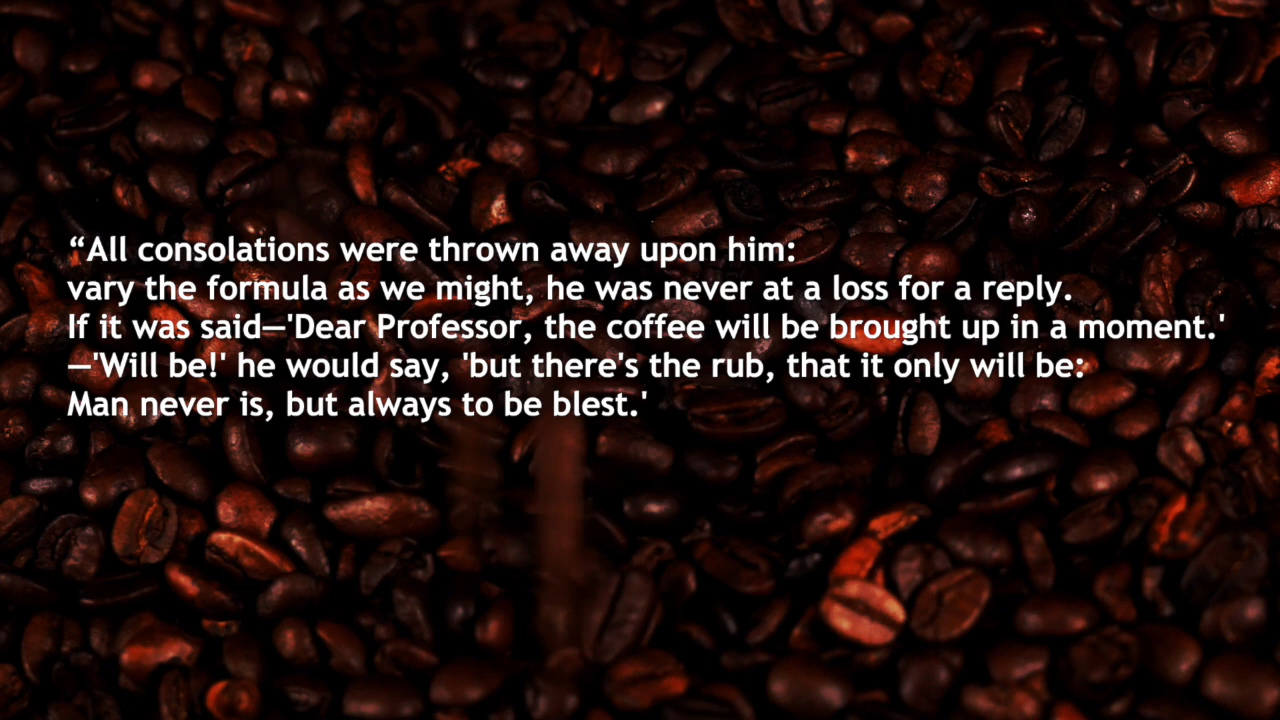 “All consolations were thrown away upon him:
vary the formula as we might, he was never at a loss for a reply.
If it was said—'Dear Professor, the coffee will be brought up in a moment.'
—'Will be!' he would say, 'but there's the rub, that it only will be:
Man never is, but always to be blest.'